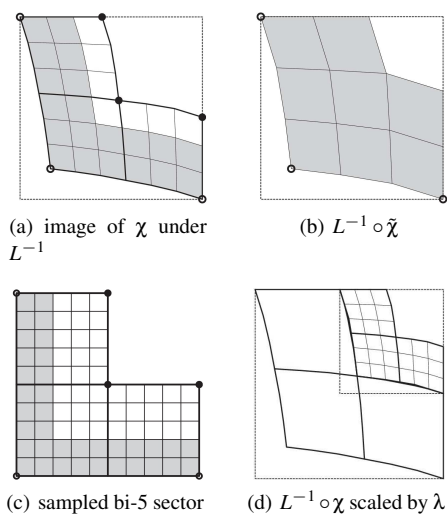 (a) image of χ under
L⁻¹
(b) L⁻¹ ∘ χ̃
(c) sampled bi-5 sector
(d) L⁻¹ ∘ χ scaled by λ